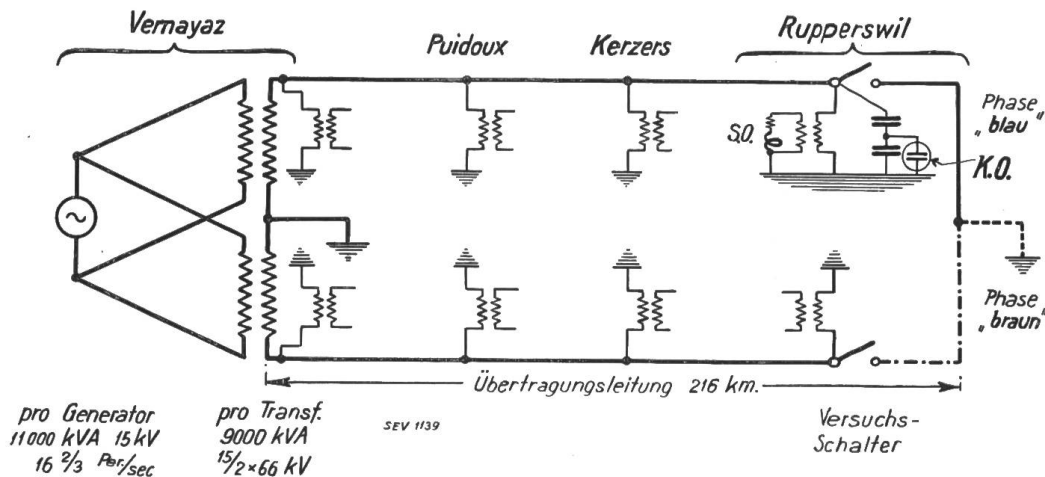 Vernayaz
Puidoux
Kerzers
Rupperswil
Phase
„blau"
S.O.
K.O.
~
Phase
„braun"
Übertragungsleitung 216 km.
pro Generator
11000 kVA 15 kV
16 2/3 Per/sec
pro Transf.
9000 kVA
15/2×66 kV
SEV 1139
Versuchs-
Schalter